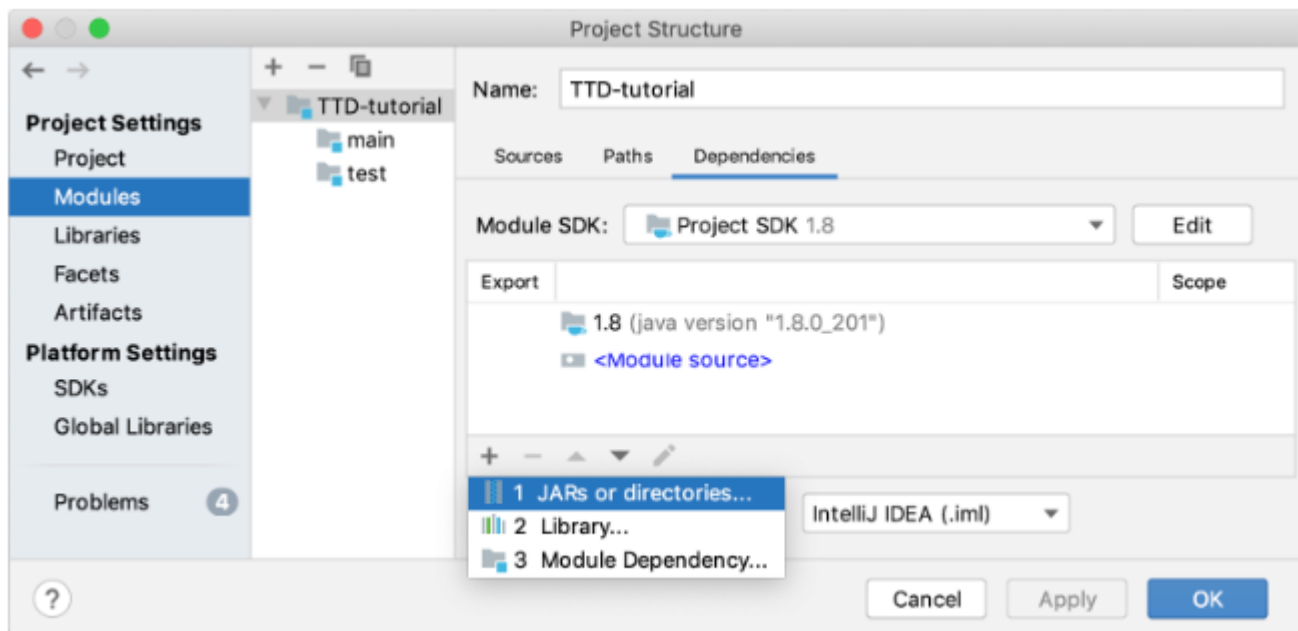 Project Structure
Project Settings
Project
Modules
Libraries
Facets
Artifacts
Platform Settings
SDKs
Global Libraries
Problems 4
TTD-tutorial
main
test
Name: TTD-tutorial
Sources Paths Dependencies
Module SDK: Project SDK 1.8 Edit
Export Scope
1.8 (java version "1.8.0_201")
<Module source>
1 JARs or directories...
2 Library...
3 Module Dependency...
IntelliJ IDEA (.iml)
? Cancel Apply OK